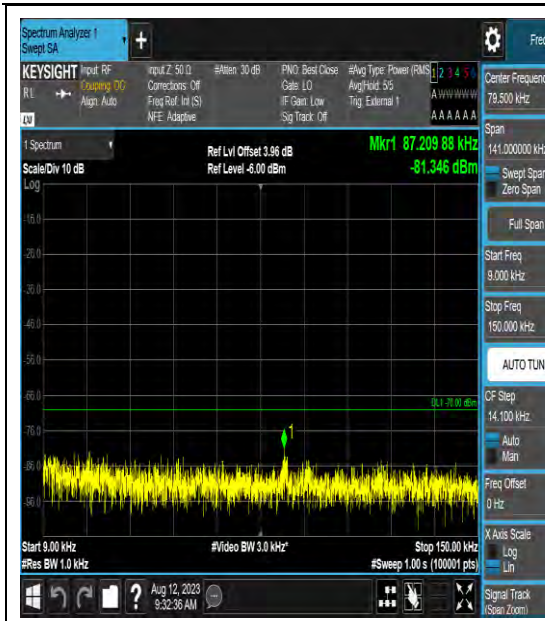 Spectrum Analyzer 1
Swept SA
+
KEYSIGHT
R L
Input: RF
Coupling: DC
Align: Auto
Input Z: 50 Ω
Corrections: Off
Freq Ref: Int (S)
NFE: Adaptive
#Atten: 30 dB
PNO: Best Close
Gate: LO
IF Gain: Low
Sig Track: Off
#Avg Type: Power (RMS
Avg|Hold: 5/5
Trig: External 1
1 2 3 4 5 6
A W W W W W
A A A A A A
1 Spectrum
Scale/Div 10 dB
Log
Ref Lvl Offset 3.96 dB
Ref Level -6.00 dBm
Mkr1 87.209 88 kHz
-81.346 dBm
-16.0
-26.0
-36.0
-46.0
-56.0
-66.0
DL1 -70.00 dBm
-76.0
1
-86.0
-96.0
Start 9.00 kHz
#Video BW 3.0 kHz*
Stop 150.00 kHz
#Res BW 1.0 kHz
#Sweep 1.00 s (100001 pts)
?
Aug 12, 2023
9:32:36 AM
Center Frequenc
79.500 kHz
Span
141.000000 kHz
Swept Span
Zero Span
Full Span
Start Freq
9.000 kHz
Stop Freq
150.000 kHz
AUTO TUN
CF Step
14.100 kHz
Auto
Man
Freq Offset
0 Hz
X Axis Scale
Log
Lin
Signal Track
(Span Zoom)